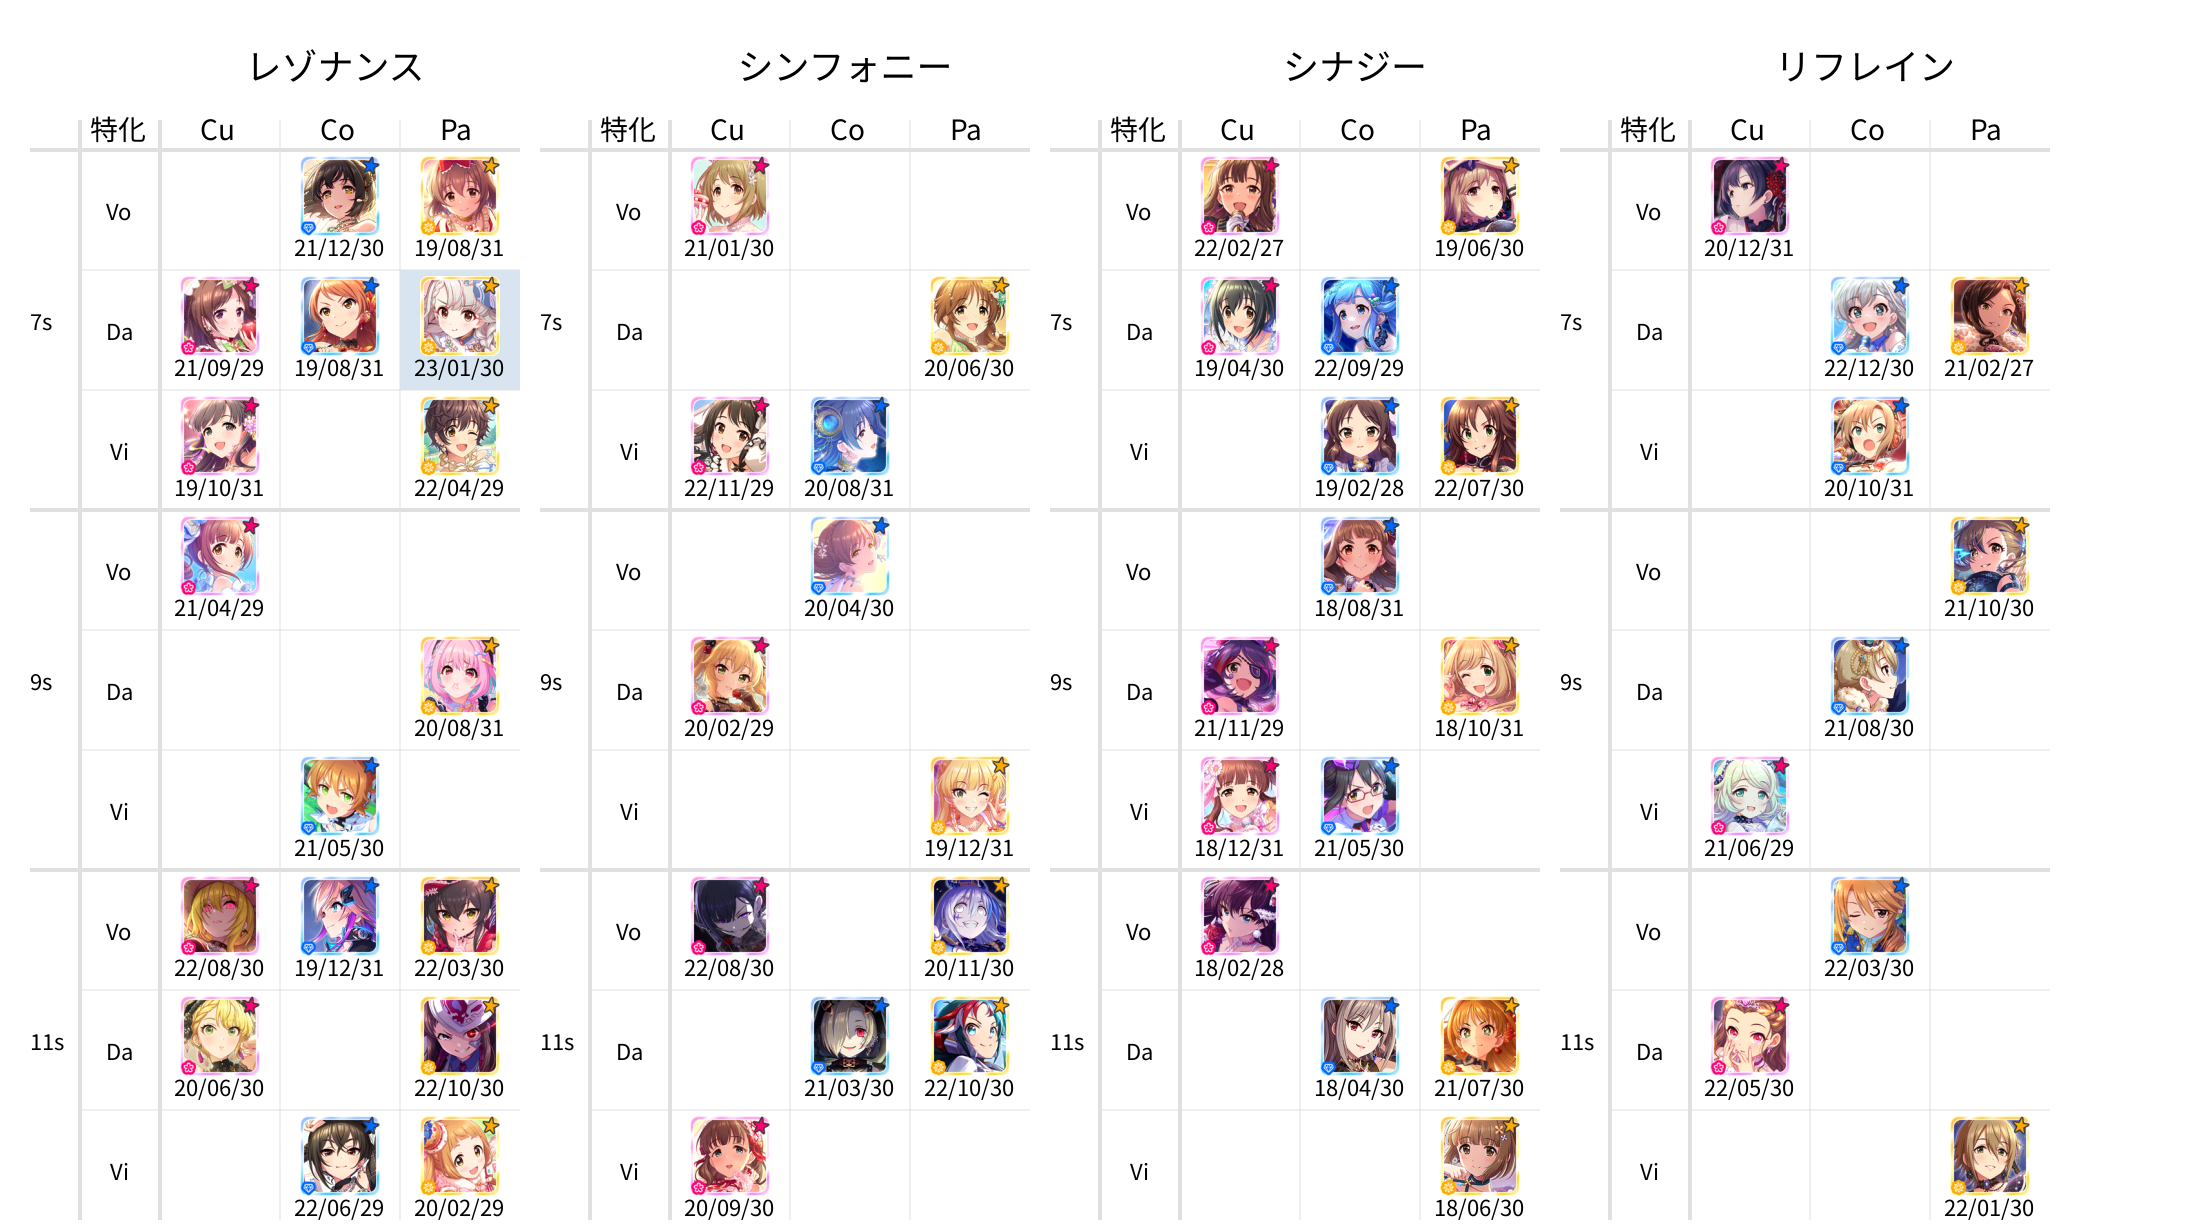 レゾナンス シンフォニー シナジー リフレイン
特化 Cu Co Pa 特化 Cu Co Pa 特化 Cu Co Pa 特化 Cu Co Pa
Vo Vo Vo Vo
21/12/30 19/08/31 21/01/30 22/02/27 19/06/30 20/12/31
7s Da 7s Da 7s Da 7s Da
21/09/29 19/08/31 23/01/30 20/06/30 19/04/30 22/09/29 22/12/30 21/02/27
Vi Vi Vi Vi
19/10/31 22/04/29 22/11/29 20/08/31 19/02/28 22/07/30 20/10/31
Vo Vo Vo Vo
21/04/29 20/04/30 18/08/31 21/10/30
9s Da 9s Da 9s Da 9s Da
20/08/31 20/02/29 21/11/29 18/10/31 21/08/30
Vi Vi Vi Vi
21/05/30 19/12/31 18/12/31 21/05/30 21/06/29
Vo Vo Vo Vo
22/08/30 19/12/31 22/03/30 22/08/30 20/11/30 18/02/28 22/03/30
11s Da 11s Da 11s Da 11s Da
20/06/30 22/10/30 21/03/30 22/10/30 18/04/30 21/07/30 22/05/30
Vi Vi Vi Vi
22/06/29 20/02/29 20/09/30 18/06/30 22/01/30